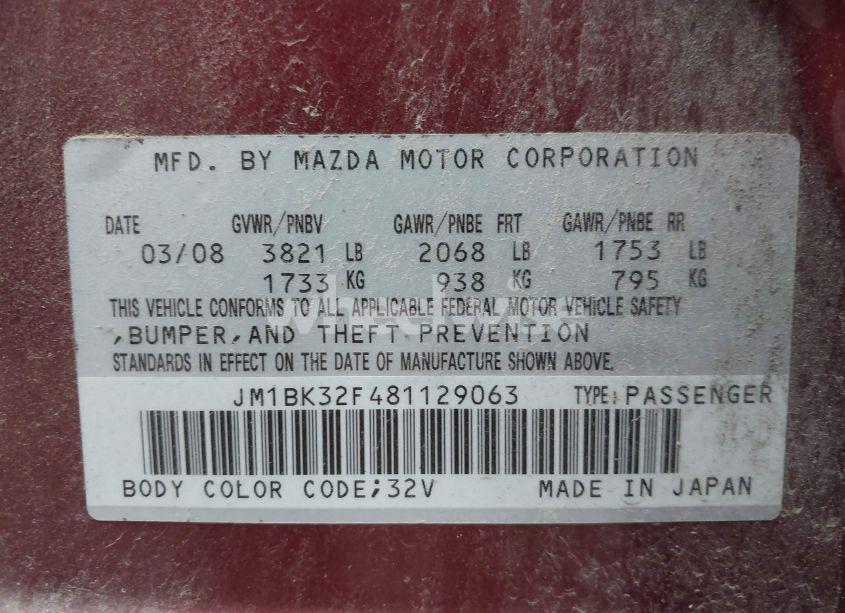 MFD. BY MAZDA MOTOR CORPORATION
DATE GVWR/PNBV GAWR/PNBE FRT GAWR/PNBE RR
03/08 3821 LB 2068 LB 1753 LB
1733 KG 938 KG 795 KG
THIS VEHICLE CONFORMS TO ALL APPLICABLE FEDERAL MOTOR VEHICLE SAFETY
,BUMPER,AND THEFT PREVENTION
STANDARDS IN EFFECT ON THE DATE OF MANUFACTURE SHOWN ABOVE.
JM1BK32F481129063 TYPE: PASSENGER
BODY COLOR CODE;32V MADE IN JAPAN